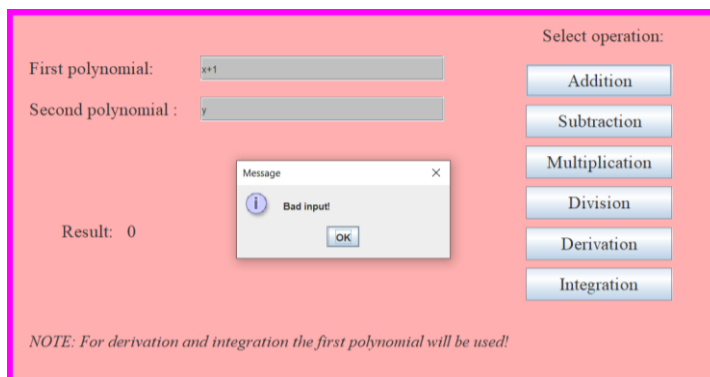 Select operation:
First polynomial:
x+1
Addition
Second polynomial :
y
Subtraction
Multiplication
Message
Bad input!
OK
Division
Result: 0
Derivation
Integration
NOTE: For derivation and integration the first polynomial will be used!